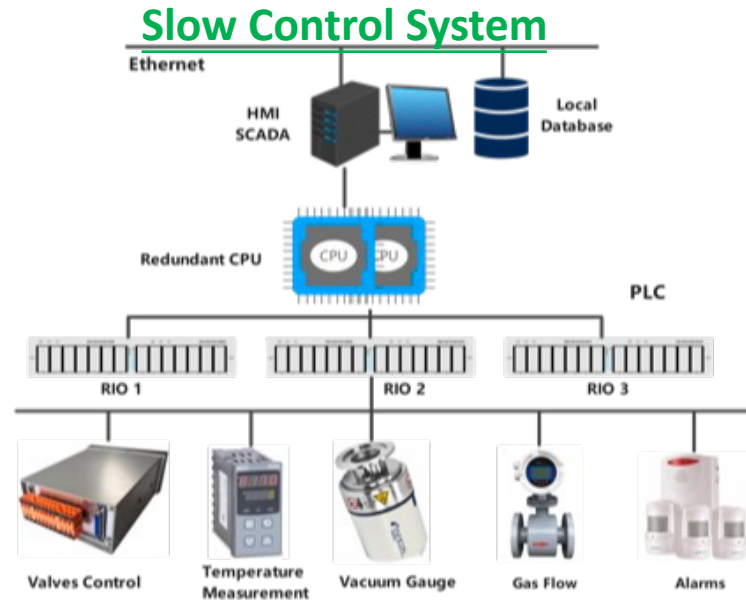 Slow Control System
Ethernet
HMI
SCADA
Local
Database
Redundant CPU
CPU
CPU
PLC
RIO 1
RIO 2
RIO 3
Valves Control
Temperature
Measurement
Vacuum Gauge
Gas Flow
Alarms